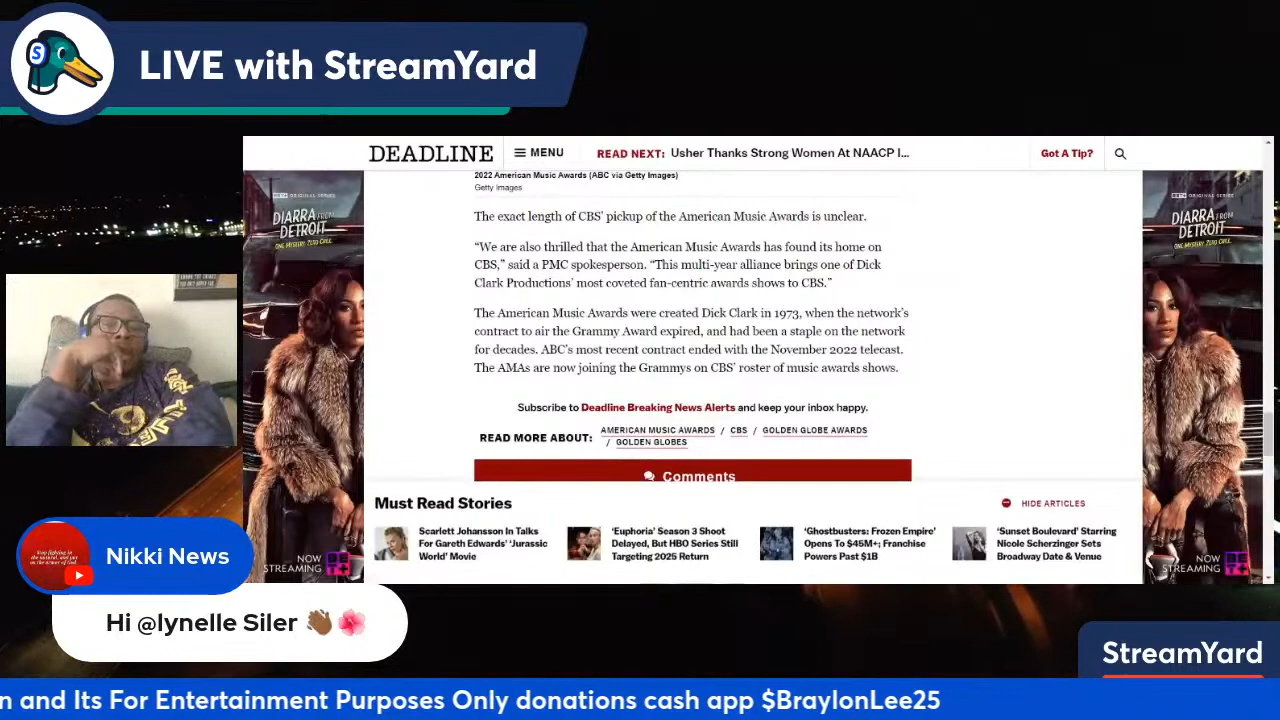 S
LIVE with StreamYard
DEADLINE
MENU
READ NEXT: Usher Thanks Strong Women At NAACP I...
Got A Tip?
2022 American Music Awards (ABC via Getty Images)
Getty Images
The exact length of CBS' pickup of the American Music Awards is unclear.
“We are also thrilled that the American Music Awards has found its home on
CBS,” said a PMC spokesperson. “This multi-year alliance brings one of Dick
Clark Productions' most coveted fan-centric awards shows to CBS.”
The American Music Awards were created Dick Clark in 1973, when the network's
contract to air the Grammy Award expired, and had been a staple on the network
for decades. ABC's most recent contract ended with the November 2022 telecast.
The AMAs are now joining the Grammys on CBS' roster of music awards shows.
Subscribe to Deadline Breaking News Alerts and keep your inbox happy.
READ MORE ABOUT:
AMERICAN MUSIC AWARDS / CBS / GOLDEN GLOBE AWARDS
/ GOLDEN GLOBES
Comments
Must Read Stories
HIDE ARTICLES
Scarlett Johansson In Talks
For Gareth Edwards' ‘Jurassic
World’ Movie
‘Euphoria’ Season 3 Shoot
Delayed, But HBO Series Still
Targeting 2025 Return
‘Ghostbusters: Frozen Empire’
Opens To $45M+; Franchise
Powers Past $1B
‘Sunset Boulevard’ Starring
Nicole Scherzinger Sets
Broadway Date & Venue
DIARRA FROM
DETROIT
ONE MYSTERY. ZERO CHILL.
NOW
STREAMING
BET+
DIARRA FROM
DETROIT
ONE MYSTERY. ZERO CHILL.
NOW
STREAMING
BET+
Nikki News
Hi @lynelle Siler 👋🏾🌺
StreamYard
n and Its For Entertainment Purposes Only donations cash app $BraylonLee25